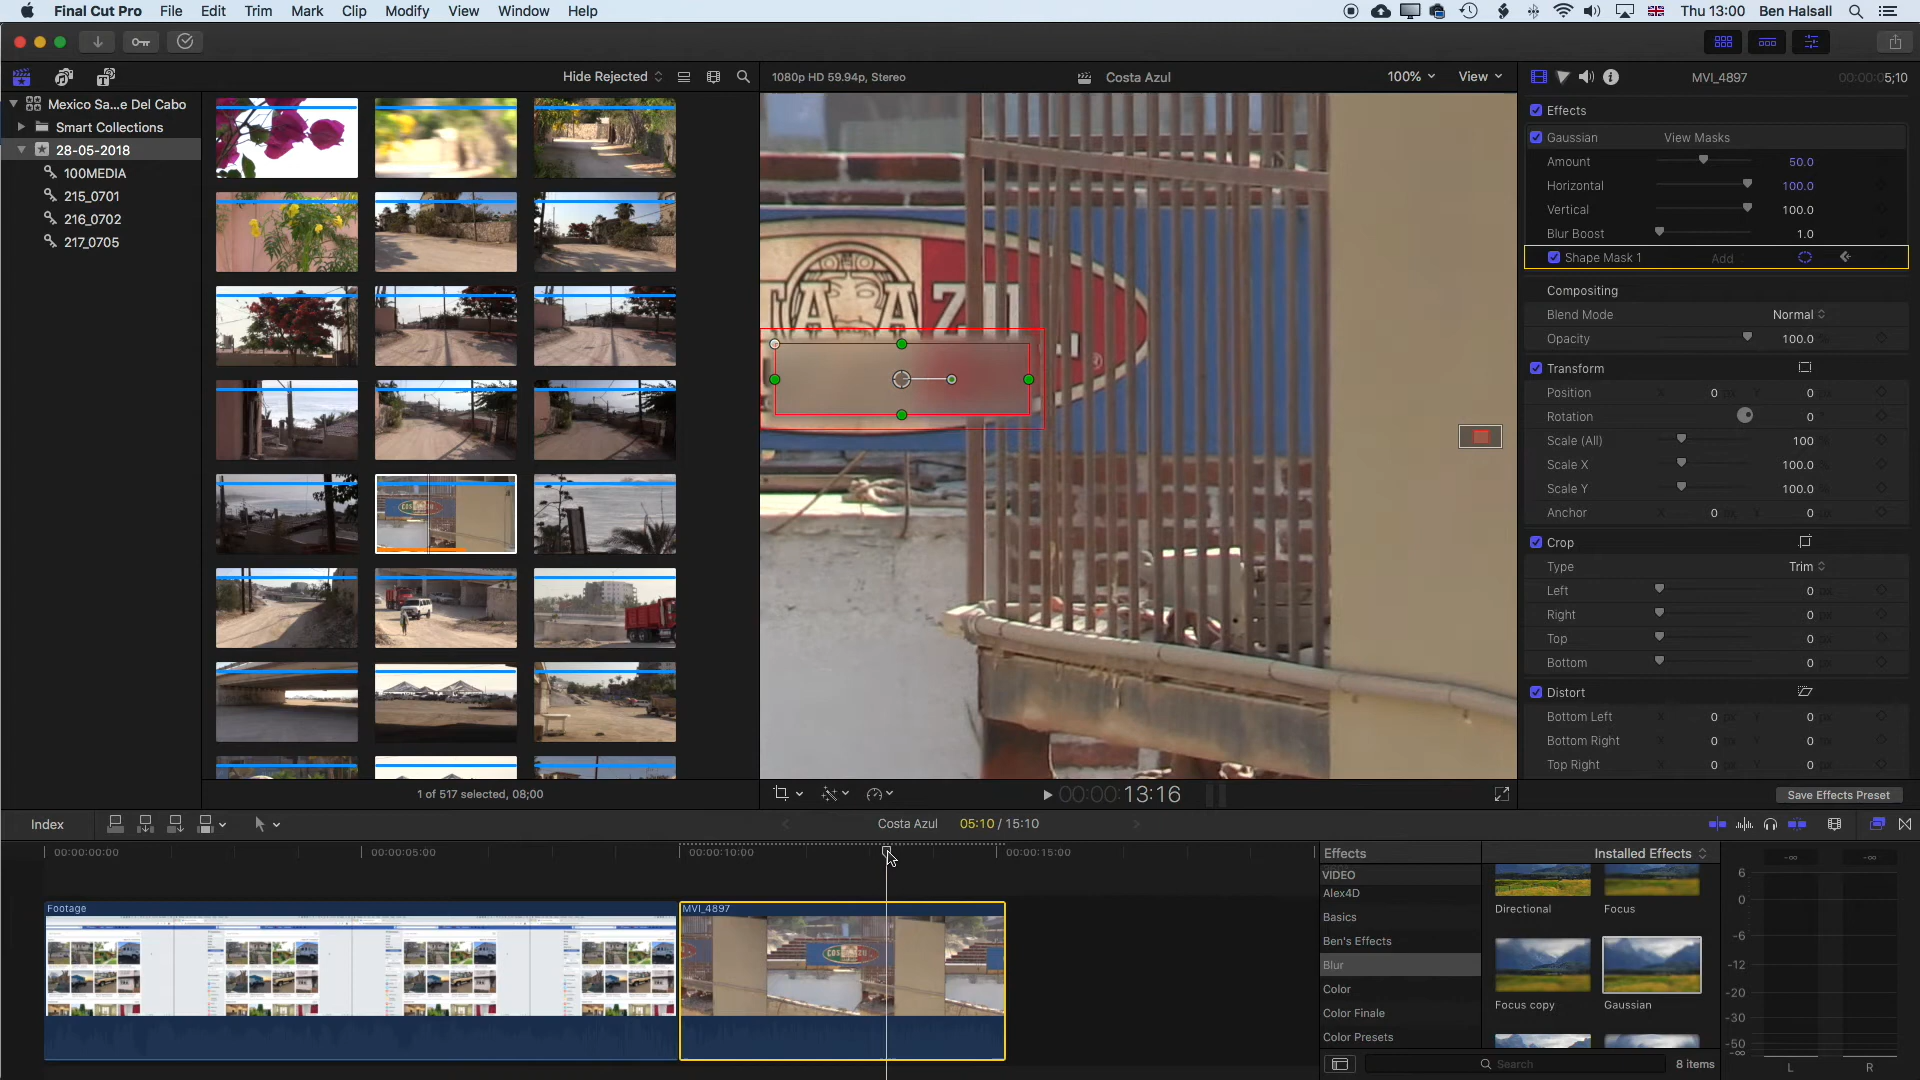 Final Cut Pro File Edit Trim Mark Clip Modify View Window Help Thu 13:00 Ben Halsall
Hide Rejected
1080p HD 59.94p, Stereo Costa Azul 100% View
MVI_4897 00:00:05;10
Mexico Sa...e Del Cabo
Smart Collections
28-05-2018
100MEDIA
215_0701
216_0702
217_0705
1 of 517 selected, 08;00
00:00:13:16
Effects
Gaussian View Masks
Amount 50.0
Horizontal 100.0
Vertical 100.0
Blur Boost 1.0
Shape Mask 1 Add
Compositing
Blend Mode Normal
Opacity 100.0
Transform
Position X 0 Y 0
Rotation 0°
Scale (All) 100
Scale X 100.0
Scale Y 100.0
Anchor X 0 Y 0
Crop
Type Trim
Left 0
Right 0
Top 0
Bottom 0
Distort
Bottom Left X 0 px Y 0 px
Bottom Right X 0 px Y 0 px
Top Right X 0 px Y 0 px
Save Effects Preset
Index
Costa Azul 05:10 / 15:10
00:00:00:00 00:00:05:00 00:00:10:00 00:00:15:00
Footage
MVI_4897
Effects Installed Effects
VIDEO
Alex4D
Basics
Ben's Effects
Blur
Color
Color Finale
Color Presets
Directional Focus
Focus copy Gaussian
Search
8 items
-∞ -∞
6
0
-6
-12
-20
-30
-50
-∞
L R